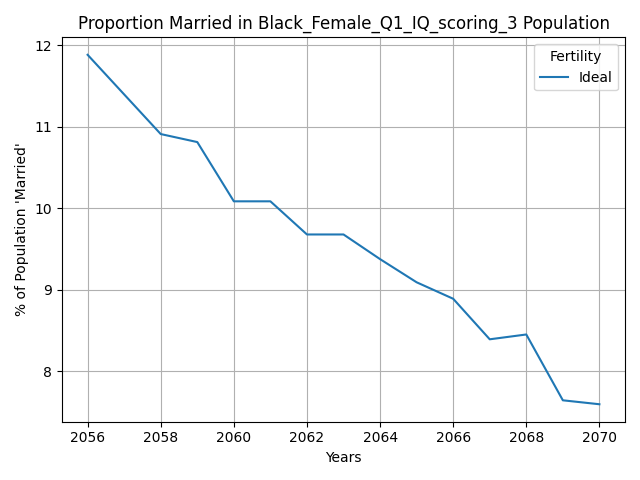 Proportion Married in Black_Female_Q1_IQ_scoring_3 Population
Fertility
Ideal
12
11
10
9
8
% of Population 'Married'
2056 2058 2060 2062 2064 2066 2068 2070
Years